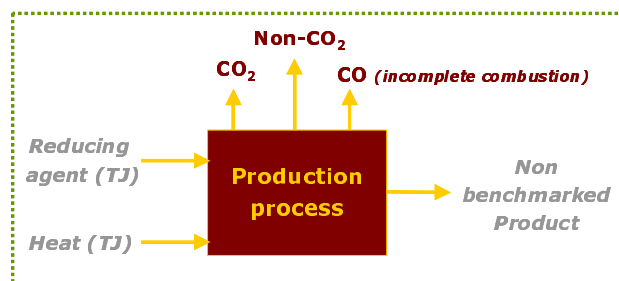 Non-CO₂
CO₂
CO (incomplete combustion)
Reducing
agent (TJ)
Production
process
Non
benchmarked
Product
Heat (TJ)